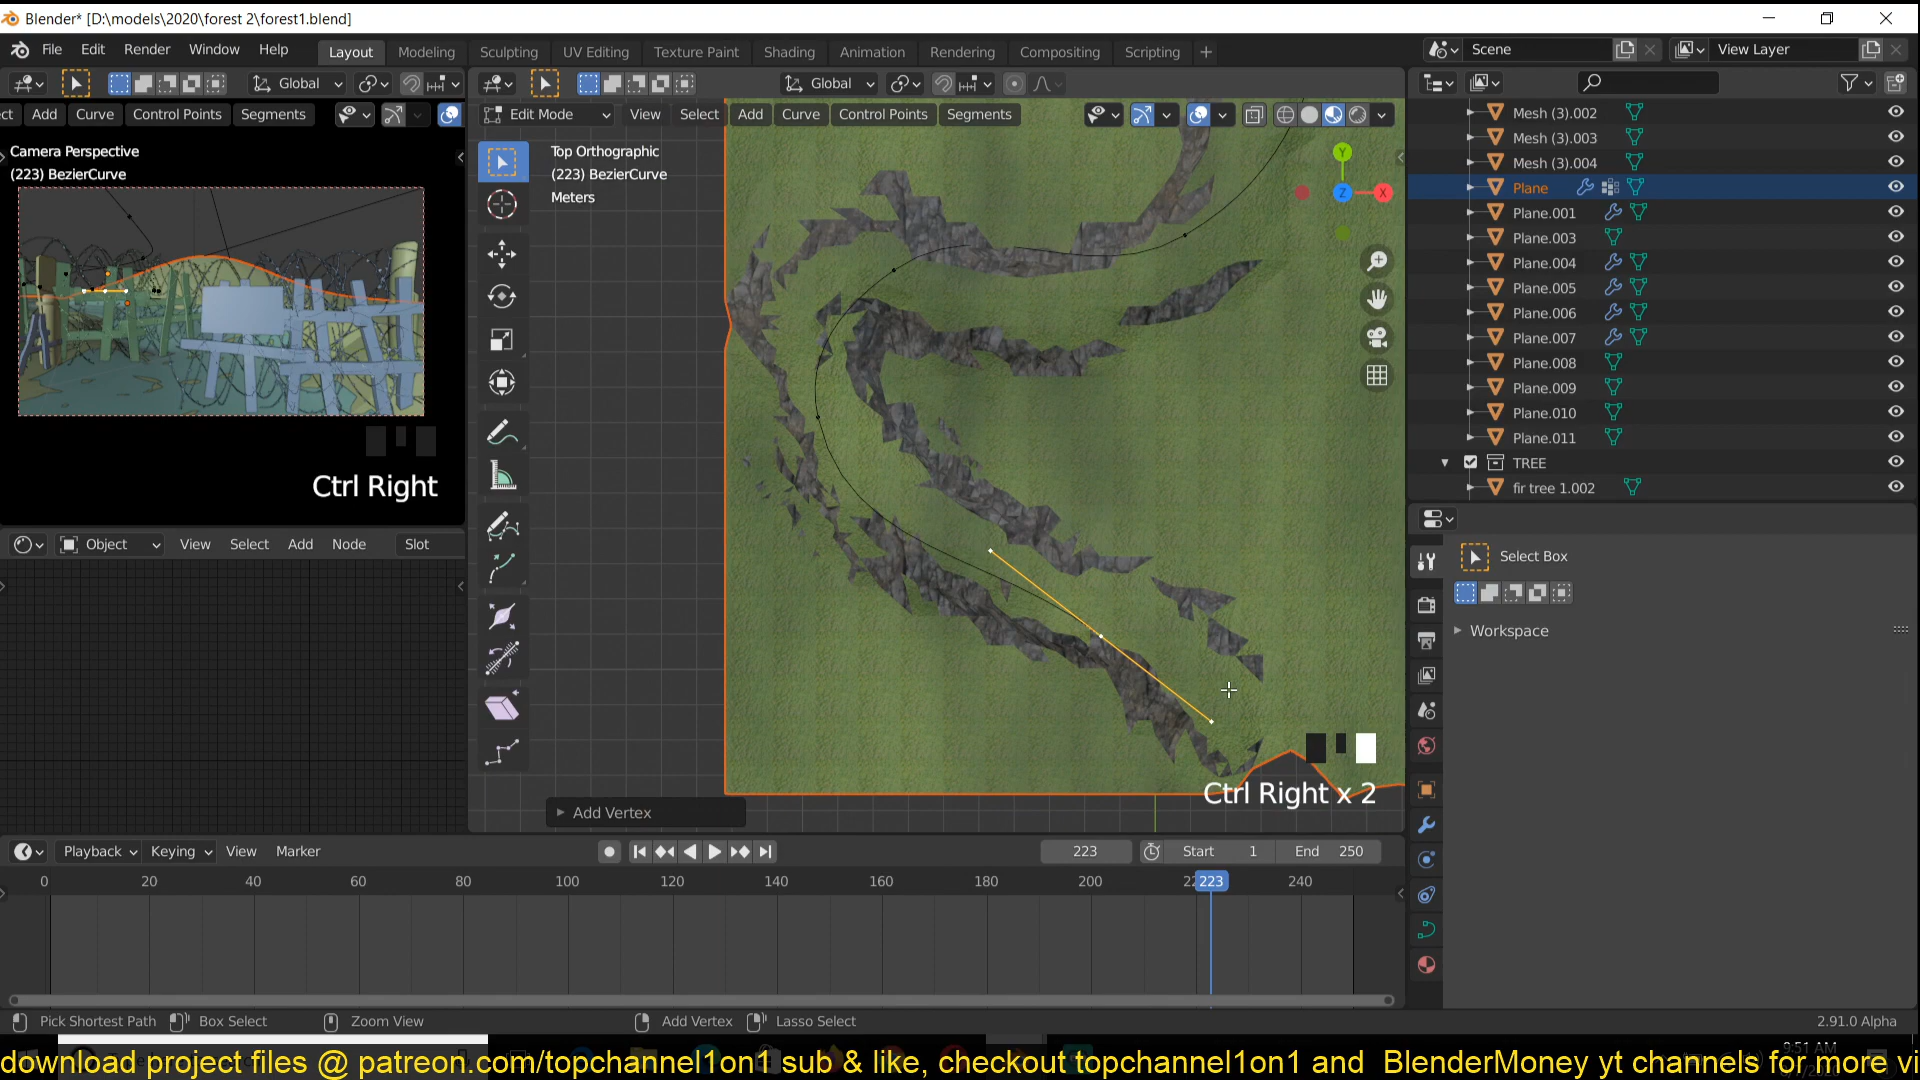 Blender* [D:\models\2020\forest 2\forest1.blend]
File Edit Render Window Help Layout Modeling Sculpting UV Editing Texture Paint Shading Animation Rendering Compositing Scripting + Scene View Layer
Global Global
ct Add Curve Control Points Segments Edit Mode View Select Add Curve Control Points Segments
Camera Perspective
(223) BezierCurve
Top Orthographic
(223) BezierCurve
Meters
Y
Z X
Ctrl Right
Ctrl Right x 2
Add Vertex
Mesh (3).002
Mesh (3).003
Mesh (3).004
Plane
Plane.001
Plane.003
Plane.004
Plane.005
Plane.006
Plane.007
Plane.008
Plane.009
Plane.010
Plane.011
TREE
fir tree 1.002
Select Box
Workspace
Object View Select Add Node Slot
Playback Keying View Marker 223 Start 1 End 250
0 20 40 60 80 100 120 140 160 180 200 223 240
Pick Shortest Path Box Select Zoom View Add Vertex Lasso Select 2.91.0 Alpha
9:51 AM
download project files @ patreon.com/topchannel1on1 sub & like, checkout topchannel1on1 and BlenderMoney yt channels for more vi